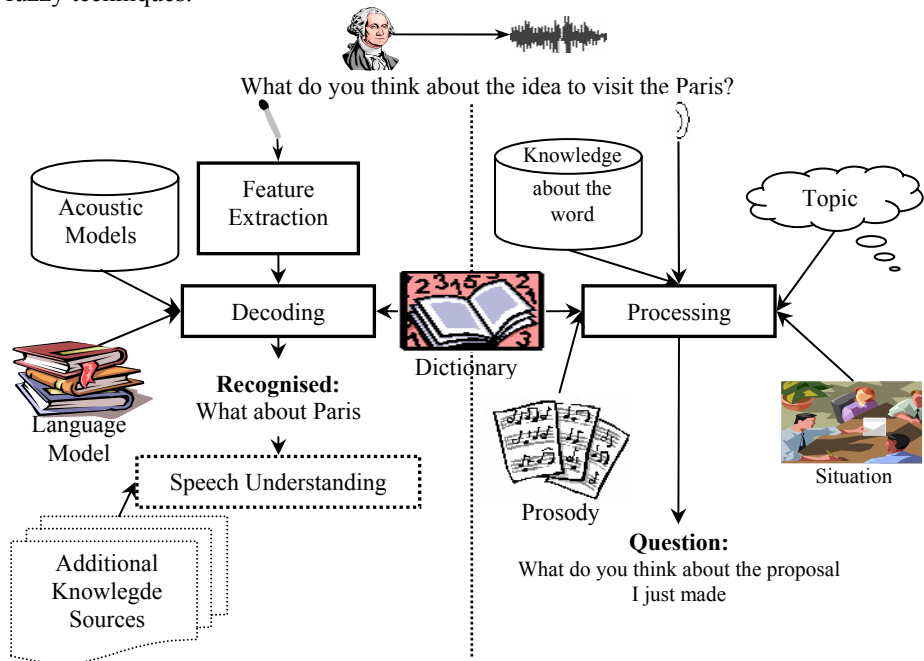 fuzzy techniques.
What do you think about the idea to visit the Paris?
Acoustic
Models
Feature
Extraction
Knowledge
about the
word
Topic
Decoding
Dictionary
Processing
Language
Model
Recognised:
What about Paris
Speech Understanding
Additional
Knowlegde
Sources
Prosody
Situation
Question:
What do you think about the proposal
I just made